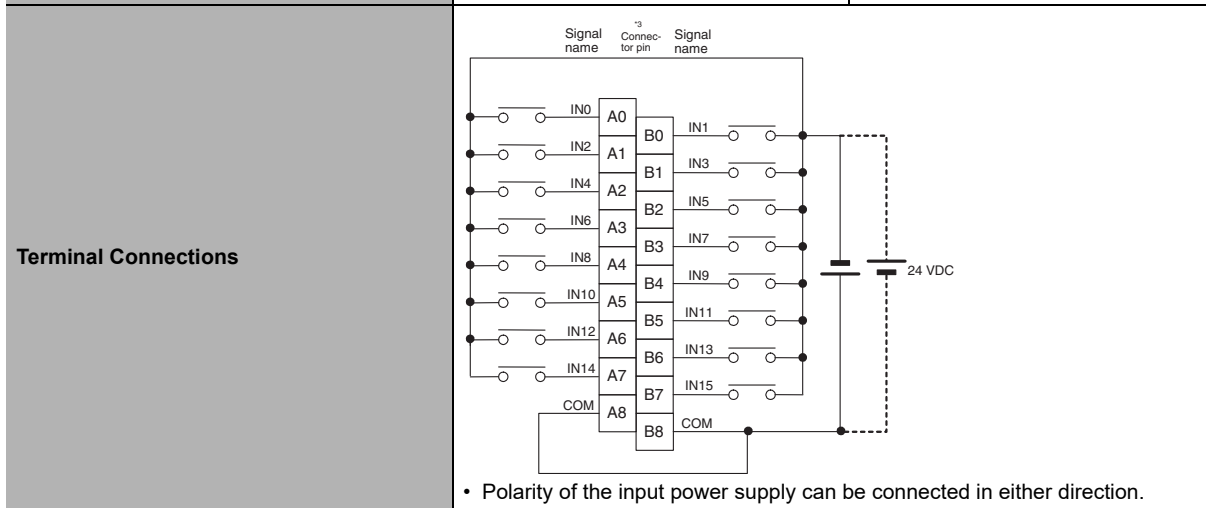 Terminal Connections
Signal name
*3
Connec-
tor pin
Signal name
IN0 A0
B0 IN1
IN2 A1
B1 IN3
IN4 A2
B2 IN5
IN6 A3
B3 IN7
IN8 A4
B4 IN9
IN10 A5
B5 IN11
IN12 A6
B6 IN13
IN14 A7
B7 IN15
COM A8
B8 COM
24 VDC
• Polarity of the input power supply can be connected in either direction.